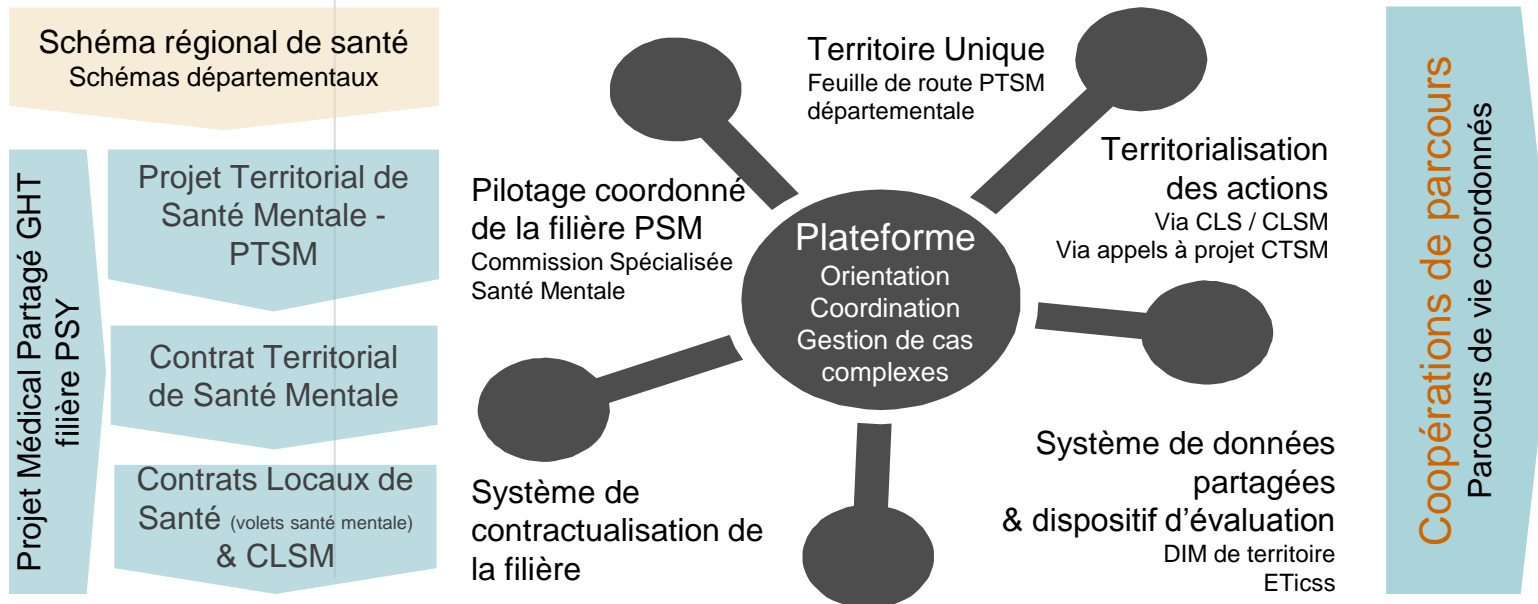 Schéma régional de santé
Schémas départementaux
Projet Médical Partagé GHT
filière PSY
Projet Territorial de
Santé Mentale -
PTSM
Contrat Territorial
de Santé Mentale
Contrats Locaux de
Santé (volets santé mentale)
& CLSM
Territoire Unique
Feuille de route PTSM
départementale
Pilotage coordonné
de la filière PSM
Commission Spécialisée
Santé Mentale
Territorialisation
des actions
Via CLS / CLSM
Via appels à projet CTSM
Plateforme
Orientation
Coordination
Gestion de cas
complexes
Système de
contractualisation de
la filière
Système de données
partagées
& dispositif d’évaluation
DIM de territoire
ETicss
Coopérations de parcours
Parcours de vie coordonnés